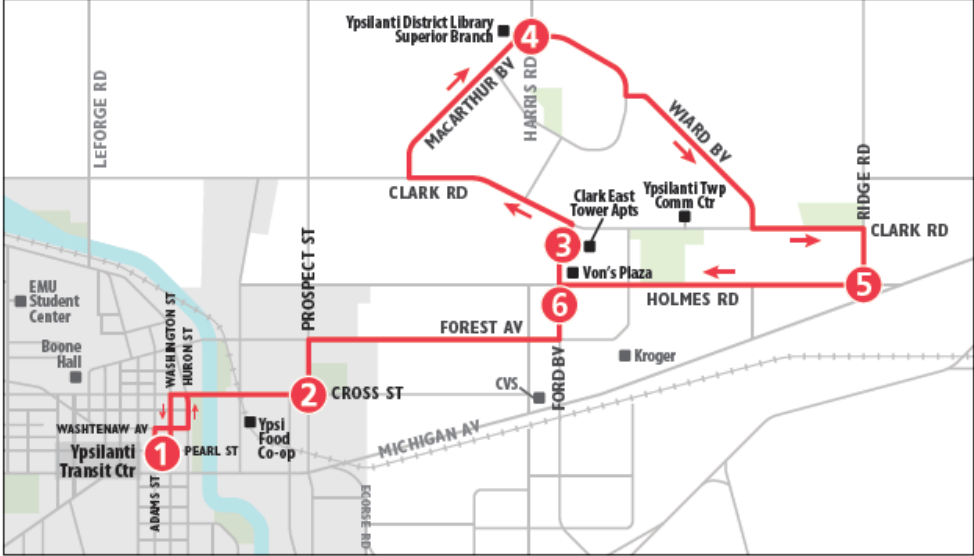 Ypsilanti District Library
Superior Branch
4
LEFORGE RD
MACARTHUR BV
HARRIS RD
WIARD BV
RIDGE RD
CLARK RD
Clark East
Tower Apts
Ypsilanti Twp
Comm Ctr
CLARK RD
3
Von's Plaza
5
HOLMES RD
6
PROSPECT ST
EMU
Student
Center
WASHINGTON ST
HURON ST
FOREST AV
Boone
Hall
Kroger
FORD BV
CVS
2
CROSS ST
WASHTENAW AV
Ypsi
Food
Co-op
MICHIGAN AV
1
PEARL ST
Ypsilanti
Transit Ctr
ADAMS ST
ECORSE RD